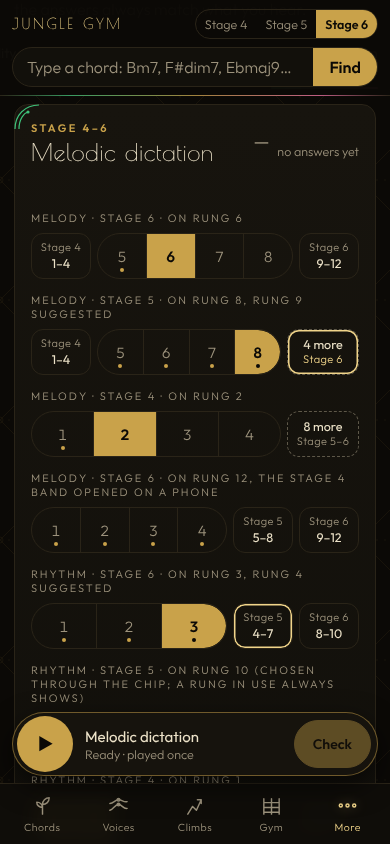 JUNGLE GYM
Stage 4 Stage 5 Stage 6
Type a chord: Bm7, F#dim7, Ebmaj9... Find
STAGE 4–6
Melodic dictation
— no answers yet
MELODY · STAGE 6 · ON RUNG 6
Stage 4 1–4
5 6 7 8
Stage 6 9–12
MELODY · STAGE 5 · ON RUNG 8, RUNG 9
SUGGESTED
Stage 4 1–4
5 6 7 8
4 more Stage 6
MELODY · STAGE 4 · ON RUNG 2
1 2 3 4
8 more Stage 5–6
MELODY · STAGE 6 · ON RUNG 12, THE STAGE 4
BAND OPENED ON A PHONE
1 2 3 4
Stage 5 5–8
Stage 6 9–12
RHYTHM · STAGE 6 · ON RUNG 3, RUNG 4
SUGGESTED
1 2 3
Stage 5 4–7
Stage 6 8–10
RHYTHM · STAGE 5 · ON RUNG 10 (CHOSEN
THROUGH THE CHIP; A RUNG IN USE ALWAYS
SHOWS)
Melodic dictation
Ready · played once
Check
RHYTHM · STAGE 4 · ON RUNG 1
Chords Voices Climbs Gym More